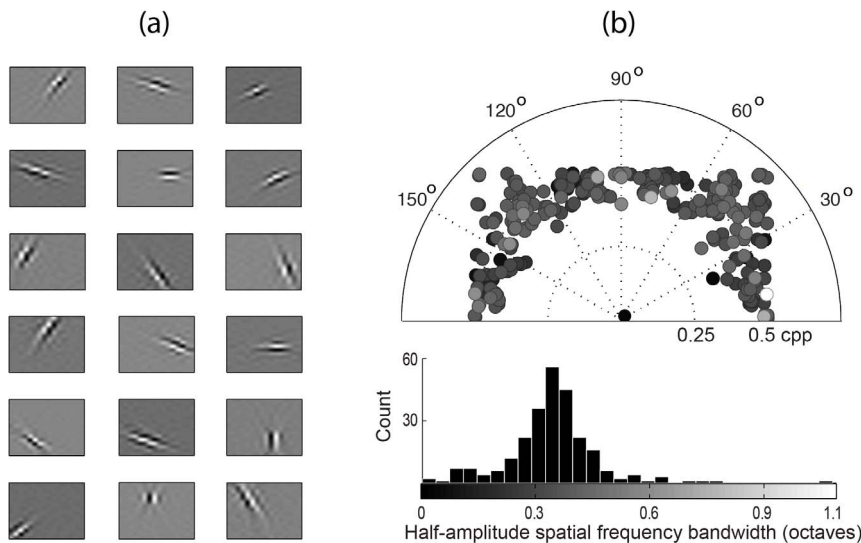 (a)
(b)
90°
120°
60°
150°
30°
0.25
0.5 cpp
60
30
Count
0
0.3
0.6
0.9
1.1
Half-amplitude spatial frequency bandwidth (octaves)